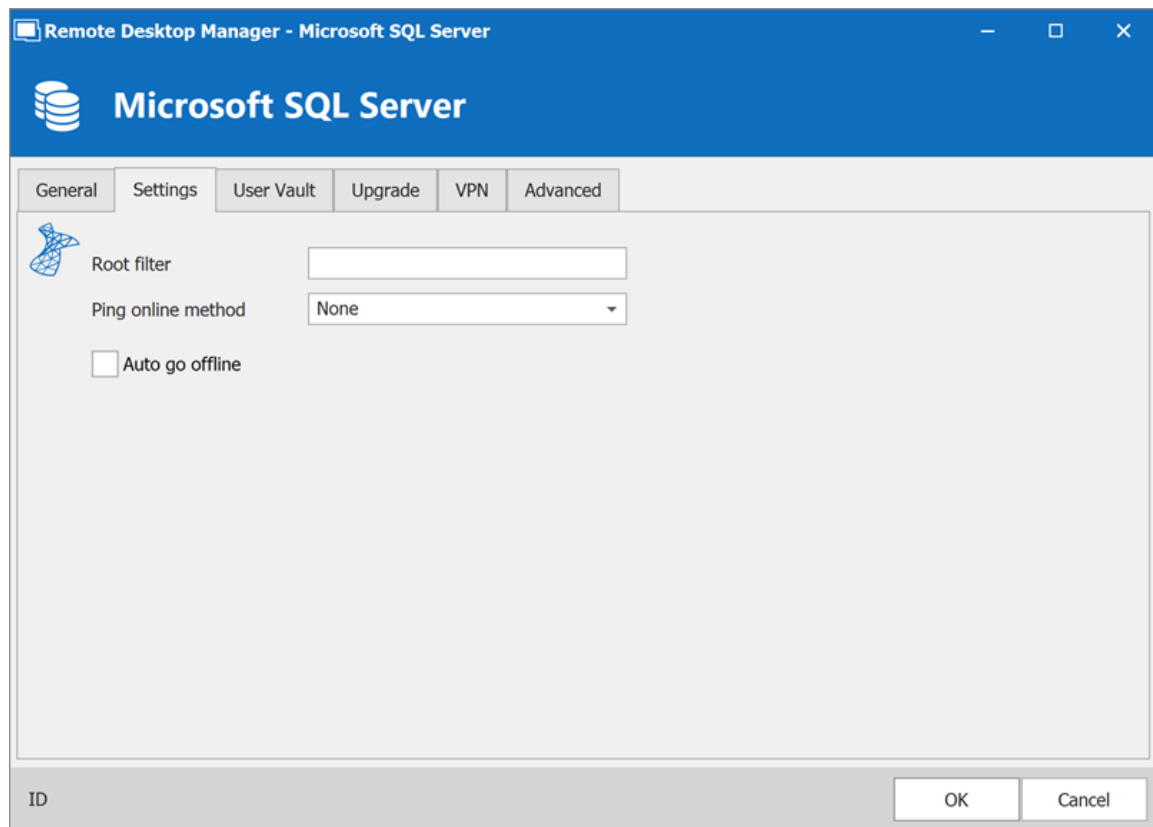 Remote Desktop Manager - Microsoft SQL Server
Microsoft SQL Server
General Settings User Vault Upgrade VPN Advanced
Root filter
Ping online method None
Auto go offline
ID OK Cancel